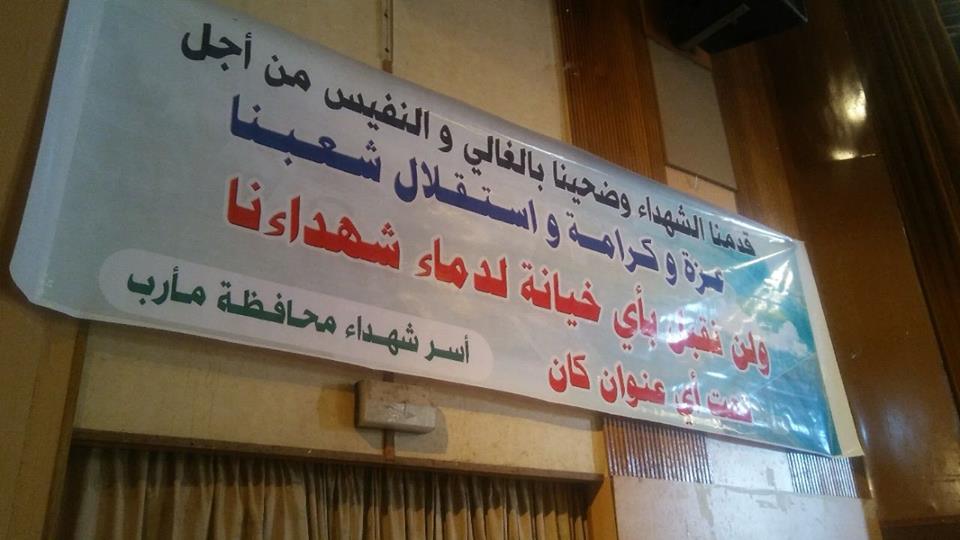 قدمنا الشهداء وضحينا بالغالي و النفيس من أجل
عزة و كرامة و استقلال شعبنا
ولن نقبل بأي خيانة لدماء شهداءنا
تحت أي عنوان كان
أسر شهداء محافظة مأرب